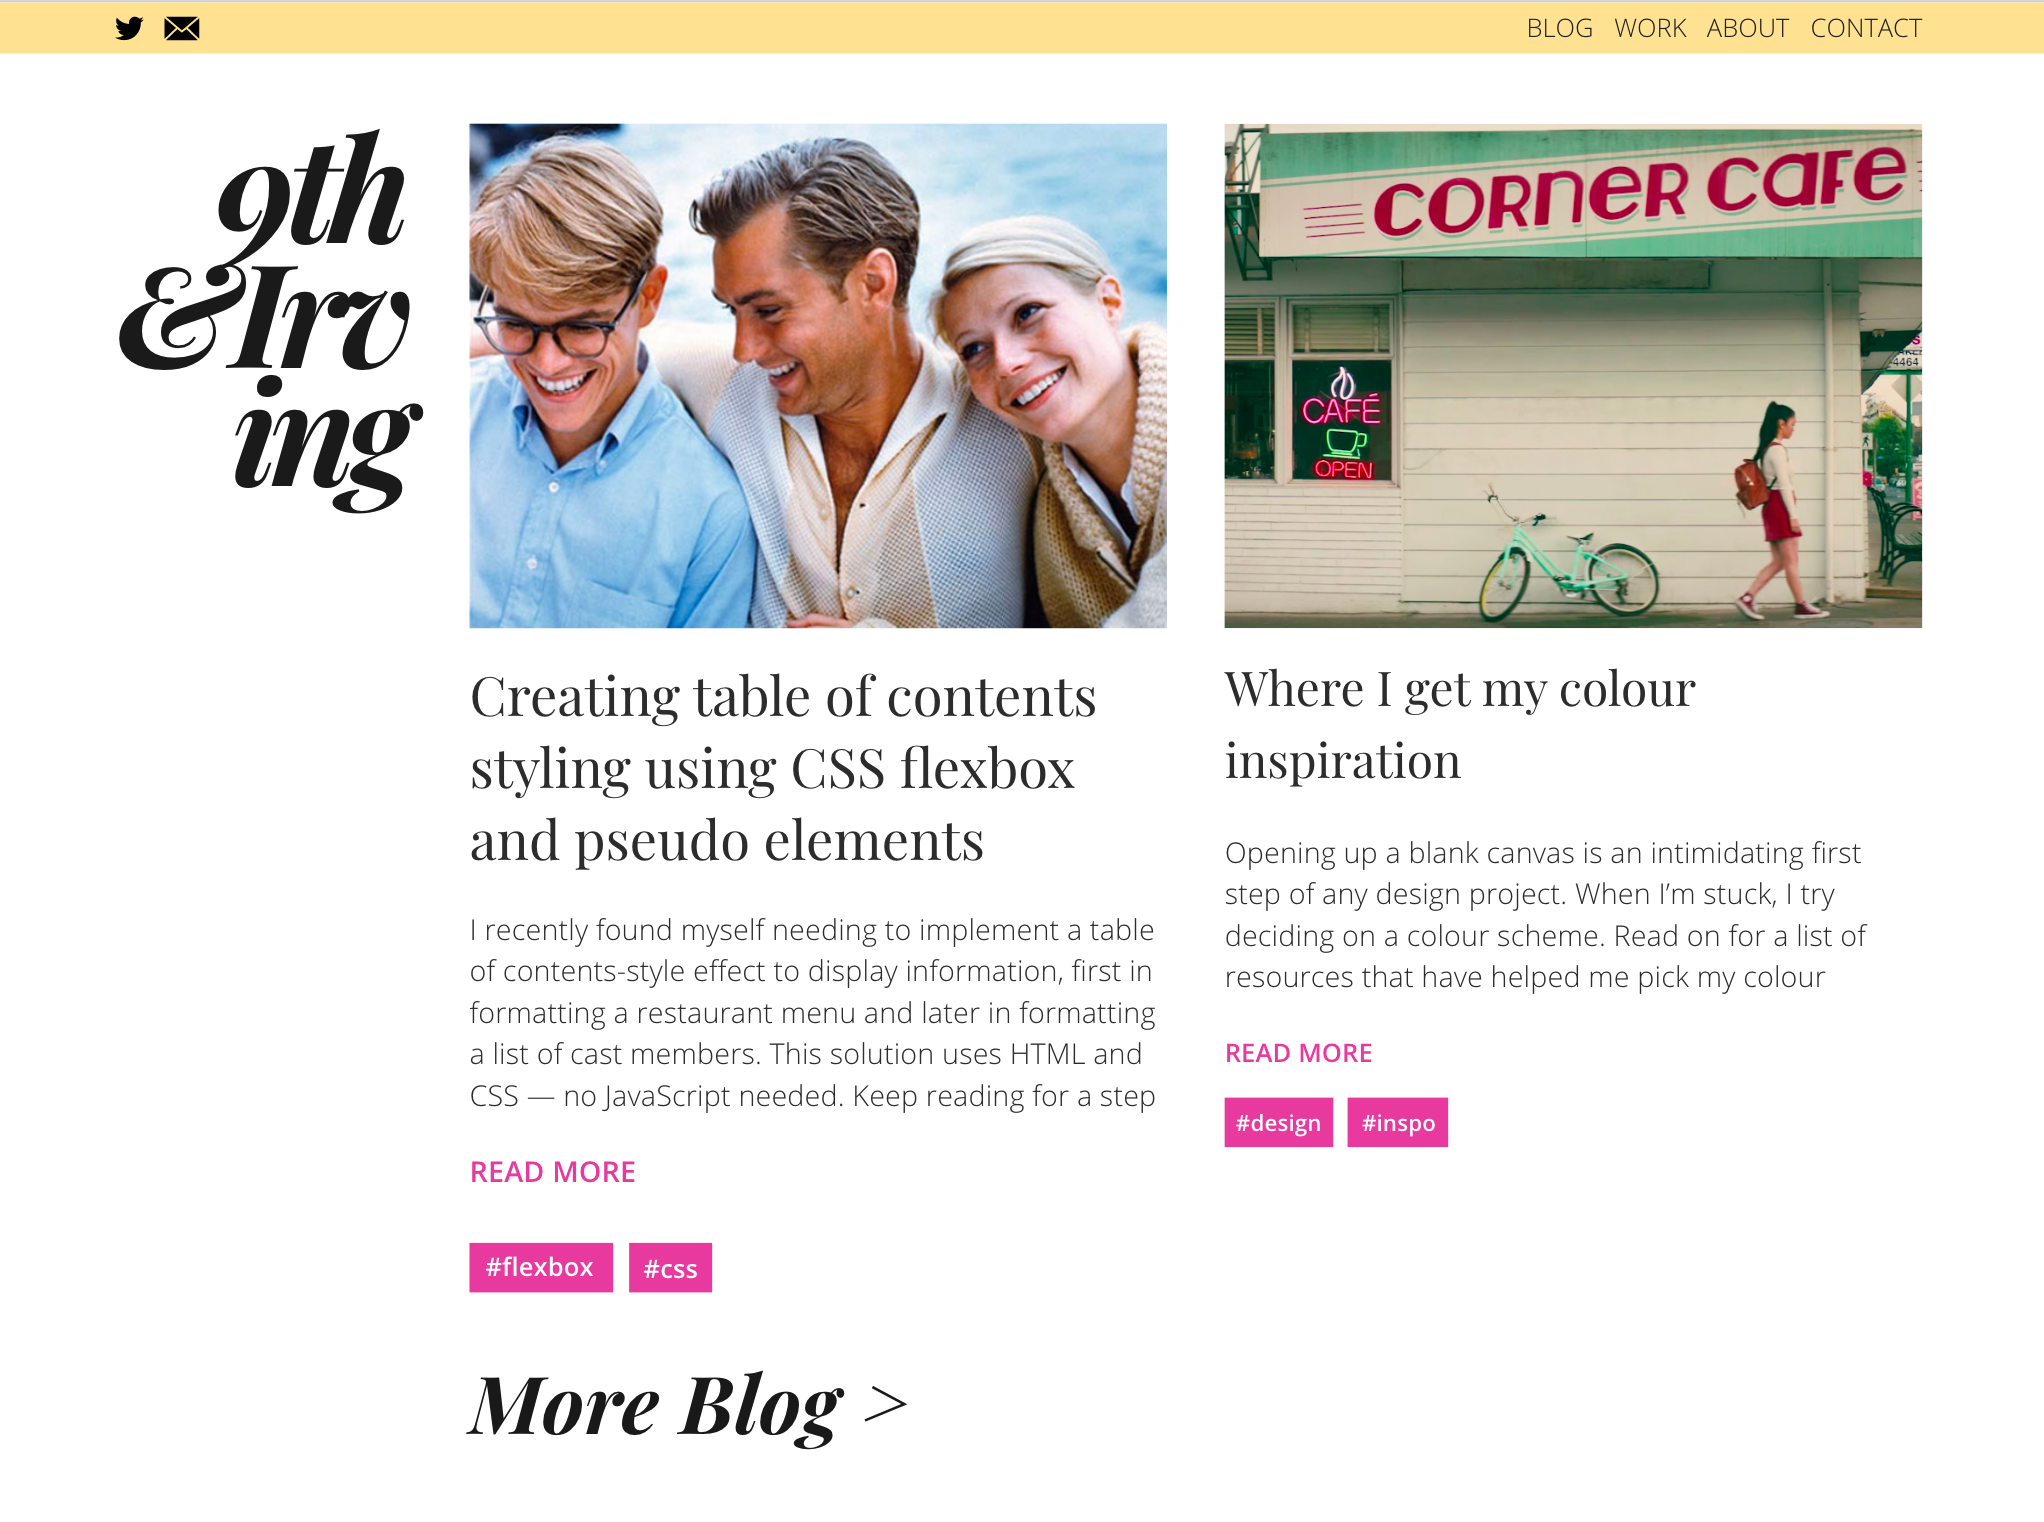 BLOG WORK ABOUT CONTACT
9th
&Irv
ing
CORNER CAFE
CAFÉ
OPEN
-4464
Creating table of contents
styling using CSS flexbox
and pseudo elements
I recently found myself needing to implement a table
of contents-style effect to display information, first in
formatting a restaurant menu and later in formatting
a list of cast members. This solution uses HTML and
CSS — no JavaScript needed. Keep reading for a step
READ MORE
#flexbox #css
Where I get my colour
inspiration
Opening up a blank canvas is an intimidating first
step of any design project. When I’m stuck, I try
deciding on a colour scheme. Read on for a list of
resources that have helped me pick my colour
READ MORE
#design #inspo
More Blog >